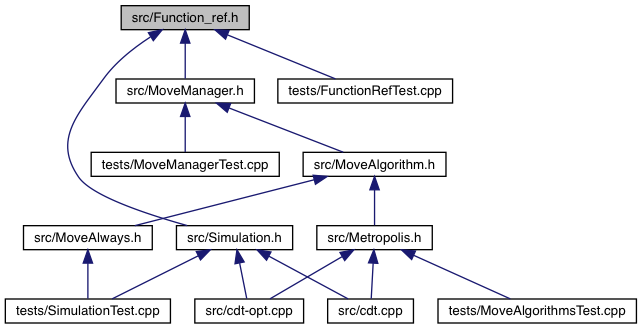 src/Function_ref.h
src/MoveManager.h
tests/FunctionRefTest.cpp
tests/MoveManagerTest.cpp
src/MoveAlgorithm.h
src/MoveAlways.h
src/Simulation.h
src/Metropolis.h
tests/SimulationTest.cpp
src/cdt-opt.cpp
src/cdt.cpp
tests/MoveAlgorithmsTest.cpp